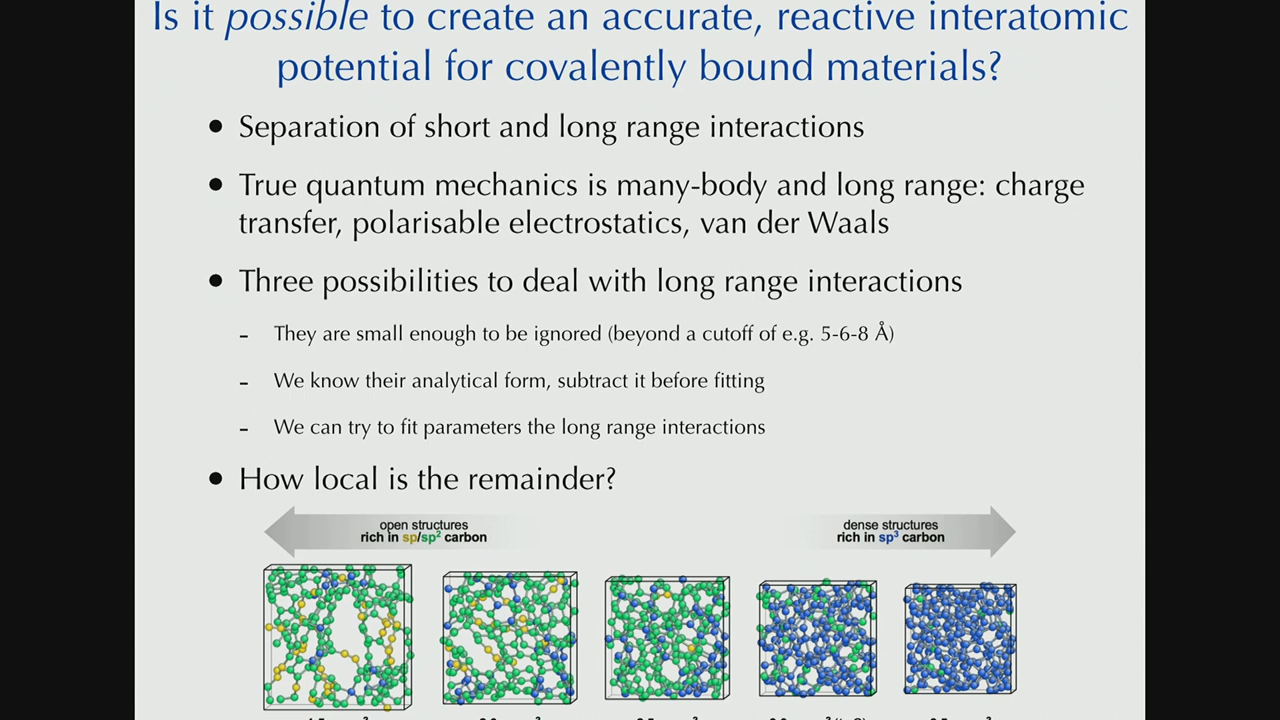 Is it possible to create an accurate, reactive interatomic
potential for covalently bound materials?
• Separation of short and long range interactions
• True quantum mechanics is many-body and long range: charge
transfer, polarisable electrostatics, van der Waals
• Three possibilities to deal with long range interactions
- They are small enough to be ignored (beyond a cutoff of e.g. 5-6-8 Å)
- We know their analytical form, subtract it before fitting
- We can try to fit parameters the long range interactions
• How local is the remainder?
open structures
rich in sp/sp² carbon
dense structures
rich in sp³ carbon